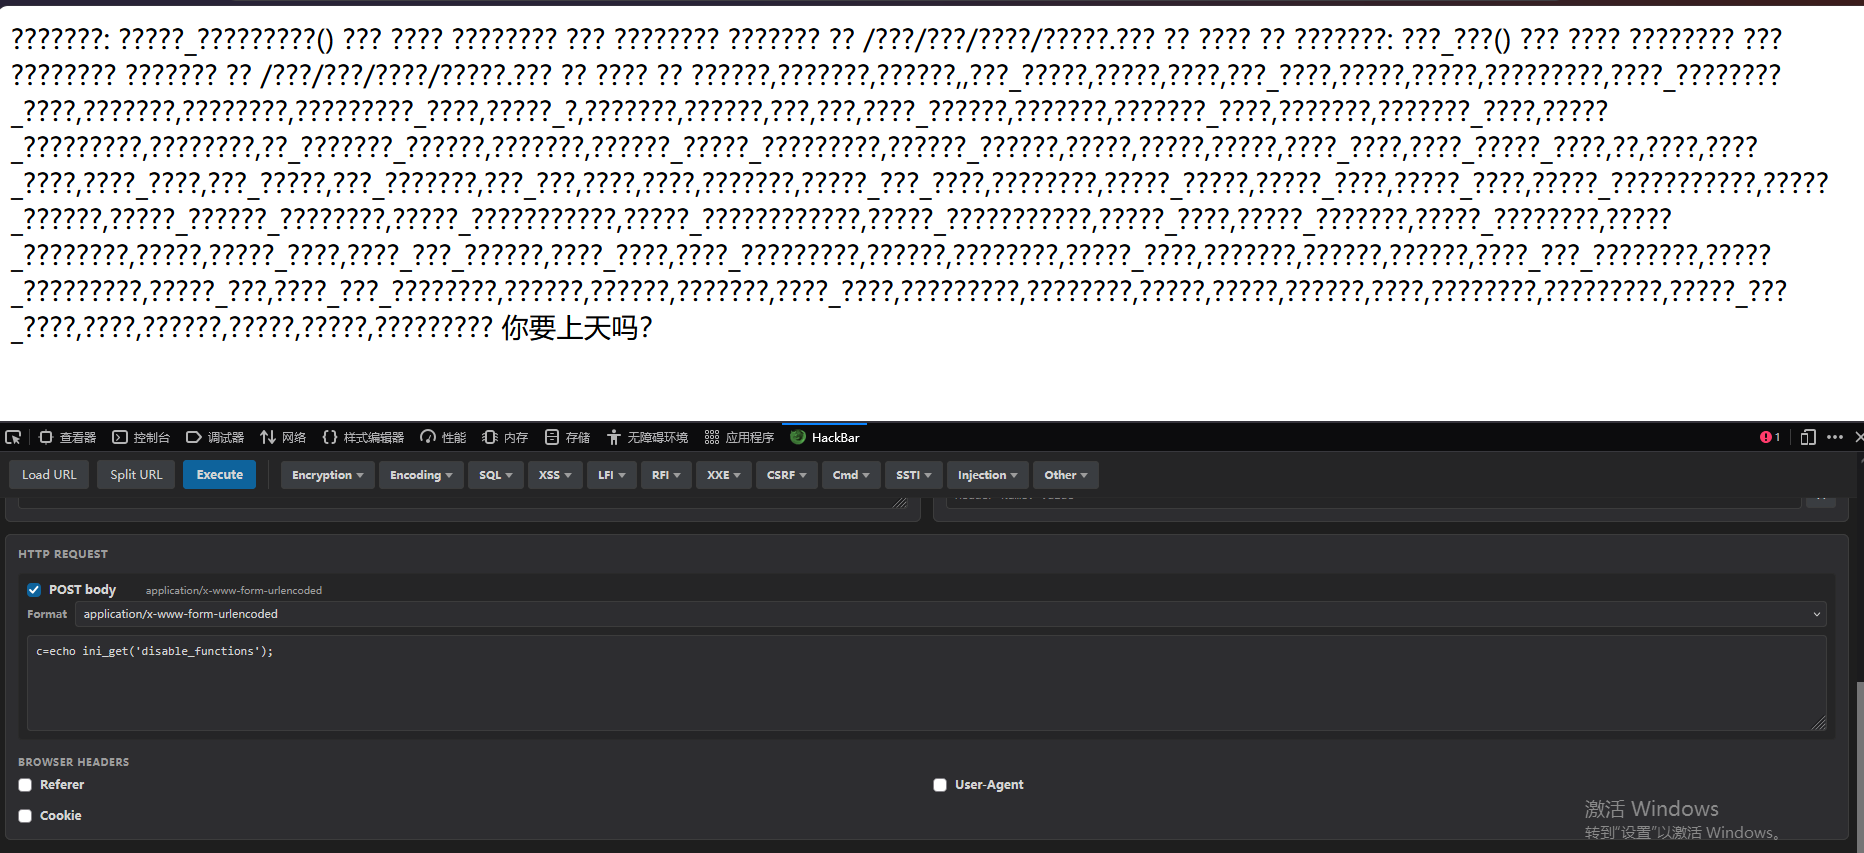 ???????: ?????_?????????() ??? ???? ???????? ??? ???????? ??????? ?? /???/???/????/?????.??? ?? ???? ?? ???????: ???_???() ??? ???? ???????? ???
???????? ??????? ?? /???/???/????/?????.??? ?? ???? ?? ??????,???????,??????,,???_?????,?????,????,???_????,?????,?????,?????????,????_????????
_????,???????,????????,?????????_????,?????_?,???????,??????,???,???,????_??????,???????,???????_????,???????,???????_????,?????
_?????????,????????,??_???????_??????,???????,??????_?????_?????????,??????_??????,?????,?????,?????,????_????,????_?????_????,??,????,????
_????,????_????,???_?????,???_???????,???_???,????,????,???????,?????_???_????,????????,?????_?????,?????_????,?????_????,?????_???????????,?????
_??????,?????_??????_????????,?????_???????????,?????_????????????,?????_???????????,?????_????,?????_???????,?????_????????,?????
_????????,?????,?????_????,????_???_??????,????_????,????_?????????,??????,????????,?????_????,???????,??????,??????,????_???_????????,?????
_?????????,?????_???,????_???_????????,??????,??????,???????,????_????,?????????,????????,?????,?????,??????,????,????????,?????????,?????_???
_????,????,??????,?????,?????,????????? 你要上天吗?
查看器 控制台 调试器 网络 {} 样式编辑器 性能 内存 存储 无障碍环境 应用程序 HackBar 1
Load URL Split URL Execute Encryption Encoding SQL XSS LFI RFI XXE CSRF Cmd SSTI Injection Other
HTTP REQUEST
POST body application/x-www-form-urlencoded
Format application/x-www-form-urlencoded
c=echo ini_get('disable_functions');
BROWSER HEADERS
Referer User-Agent
Cookie
激活 Windows
转到“设置”以激活 Windows。